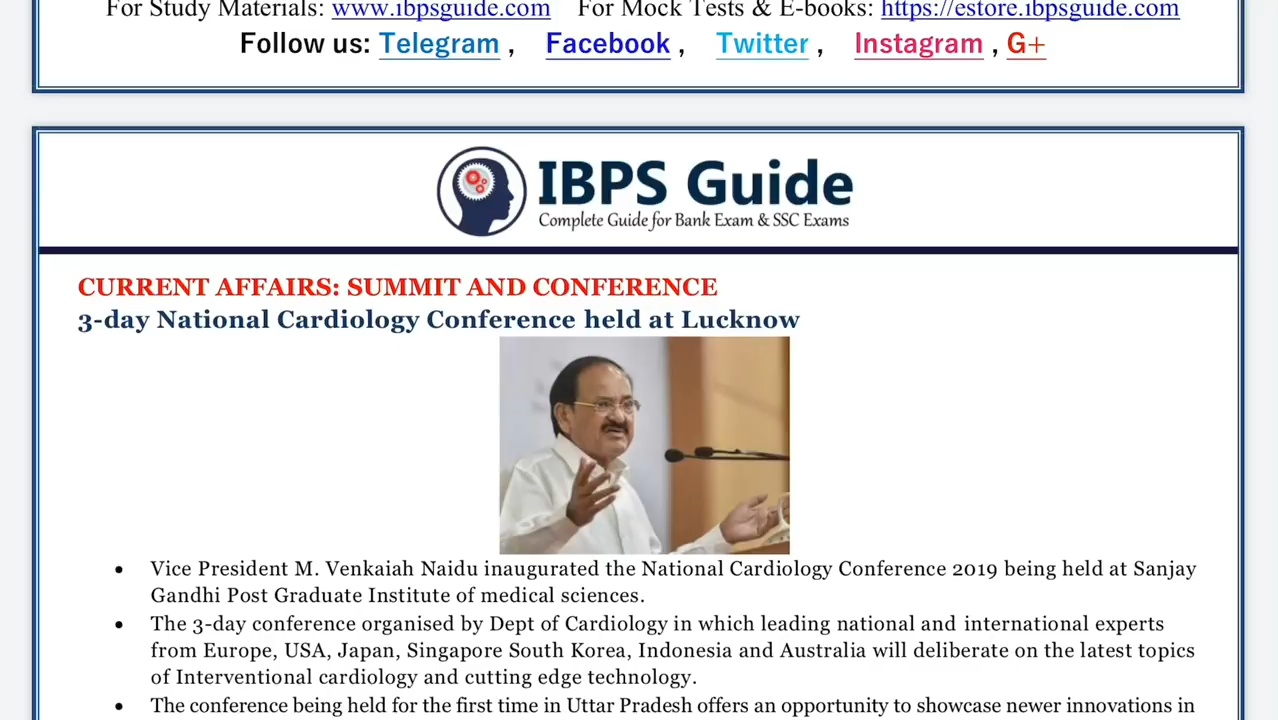 For Study Materials: www.ibpsguide.com For Mock Tests & E-books: https://estore.ibpsguide.com
Follow us: Telegram , Facebook , Twitter , Instagram , G+
IBPS Guide
Complete Guide for Bank Exam & SSC Exams
CURRENT AFFAIRS: SUMMIT AND CONFERENCE
3-day National Cardiology Conference held at Lucknow
• Vice President M. Venkaiah Naidu inaugurated the National Cardiology Conference 2019 being held at Sanjay
Gandhi Post Graduate Institute of medical sciences.
• The 3-day conference organised by Dept of Cardiology in which leading national and international experts
from Europe, USA, Japan, Singapore South Korea, Indonesia and Australia will deliberate on the latest topics
of Interventional cardiology and cutting edge technology.
• The conference being held for the first time in Uttar Pradesh offers an opportunity to showcase newer innovations in